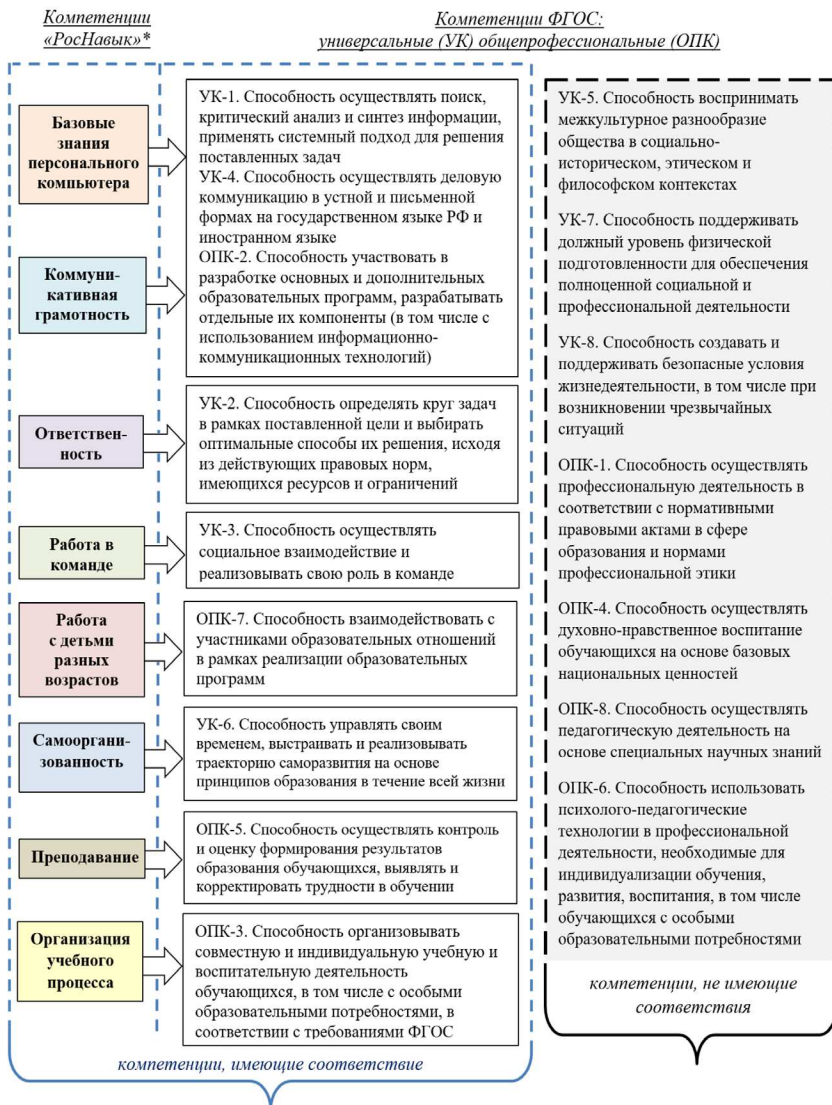 Компетенции
«РосНавык»*
Компетенции ФГОС:
универсальные (УК) общепрофессиональные (ОПК)
Базовые
знания
персонального
компьютера
Коммуни-
кативная
грамотность
УК-1. Способность осуществлять поиск,
критический анализ и синтез информации,
применять системный подход для решения
поставленных задач
УК-4. Способность осуществлять деловую
коммуникацию в устной и письменной
формах на государственном языке РФ и
иностранном языке
ОПК-2. Способность участвовать в
разработке основных и дополнительных
образовательных программ, разрабатывать
отдельные их компоненты (в том числе с
использованием информационно-
коммуникационных технологий)
Ответствен-
ность
УК-2. Способность определять круг задач
в рамках поставленной цели и выбирать
оптимальные способы их решения, исходя
из действующих правовых норм,
имеющихся ресурсов и ограничений
Работа в
команде
УК-3. Способность осуществлять
социальное взаимодействие и
реализовывать свою роль в команде
Работа
с детьми
разных
возрастов
ОПК-7. Способность взаимодействовать с
участниками образовательных отношений
в рамках реализации образовательных
программ
Самооргани-
зованность
УК-6. Способность управлять своим
временем, выстраивать и реализовывать
траекторию саморазвития на основе
принципов образования в течение всей жизни
Преподавание
ОПК-5. Способность осуществлять контроль
и оценку формирования результатов
образования обучающихся, выявлять и
корректировать трудности в обучении
Организация
учебного
процесса
ОПК-3. Способность организовывать
совместную и индивидуальную учебную и
воспитательную деятельность
обучающихся, в том числе с особыми
образовательными потребностями, в
соответствии с требованиями ФГОС
компетенции, имеющие соответствие
УК-5. Способность воспринимать
межкультурное разнообразие
общества в социально-
историческом, этическом и
философском контекстах
УК-7. Способность поддерживать
должный уровень физической
подготовленности для обеспечения
полноценной социальной и
профессиональной деятельности
УК-8. Способность создавать и
поддерживать безопасные условия
жизнедеятельности, в том числе при
возникновении чрезвычайных
ситуаций
ОПК-1. Способность осуществлять
профессиональную деятельность в
соответствии с нормативными
правовыми актами в сфере
образования и нормами
профессиональной этики
ОПК-4. Способность осуществлять
духовно-нравственное воспитание
обучающихся на основе базовых
национальных ценностей
ОПК-8. Способность осуществлять
педагогическую деятельность на
основе специальных научных знаний
ОПК-6. Способность использовать
психолого-педагогические
технологии в профессиональной
деятельности, необходимые для
индивидуализации обучения,
развития, воспитания, в том числе
обучающихся с особыми
образовательными потребностями
компетенции, не имеющие
соответствия